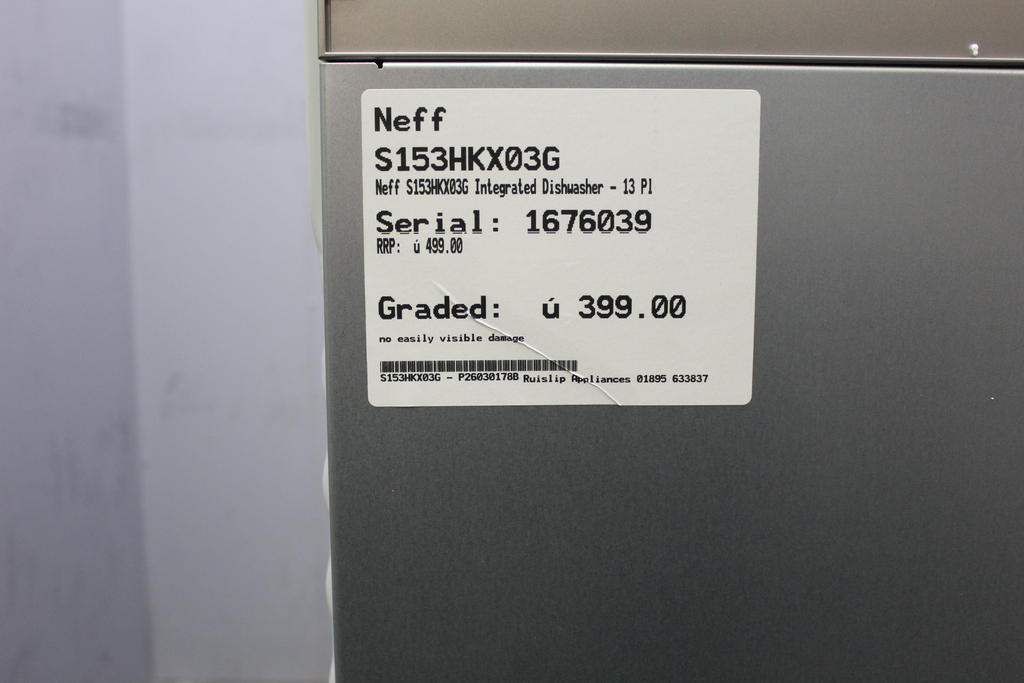 Neff
S153HKX03G
Neff S153HKX03G Integrated Dishwasher - 13 Pl
Serial: 1676039
RRP: ú 499.00
Graded: ú 399.00
no easily visible damage
S153HKX03G - P26030178B Ruislip Appliances 01895 633837